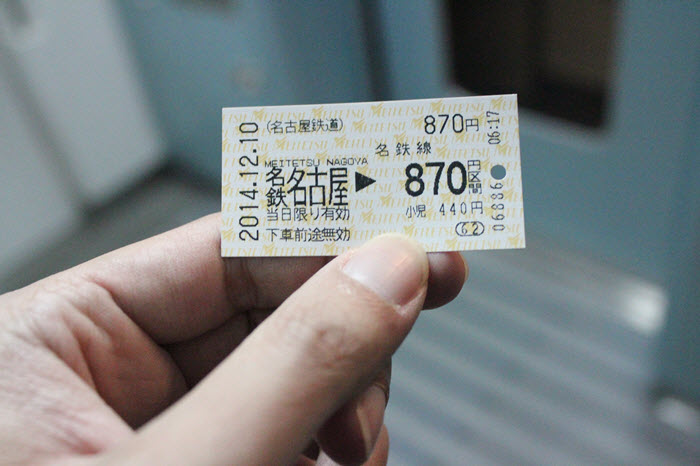 2014.12.10
(名古屋鉄道)
870円
名鉄線
MEITETSU NAGOYA
名鉄名古屋▶870円区間
当日限り有効
小児 440円
下車前途無効
G2
06886
06:17